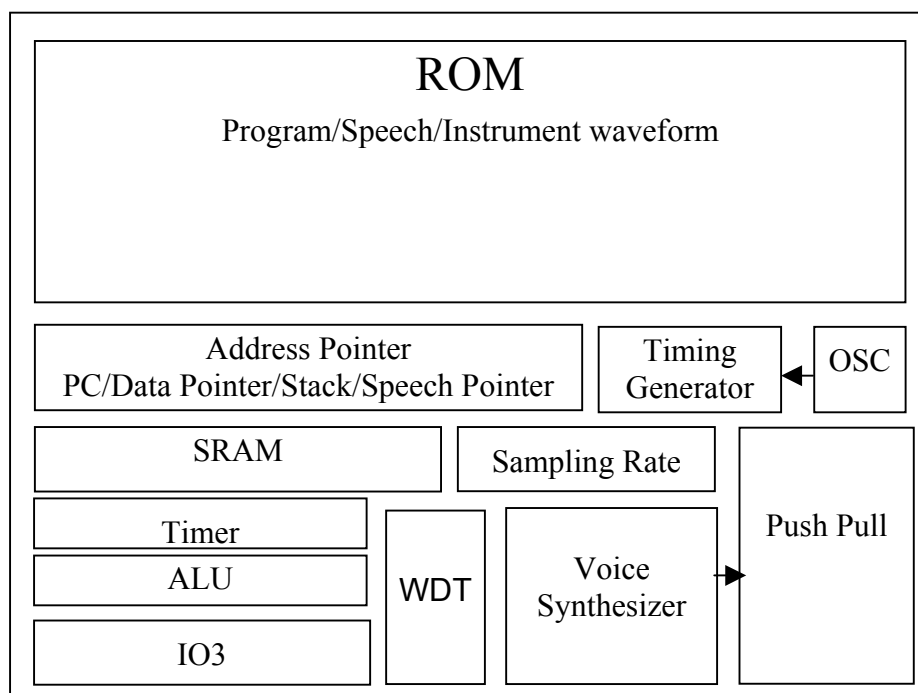 ROM
Program/Speech/Instrument waveform
Address Pointer
PC/Data Pointer/Stack/Speech Pointer
Timing
Generator
OSC
SRAM
Sampling Rate
Push Pull
Timer
ALU
IO3
WDT
Voice
Synthesizer